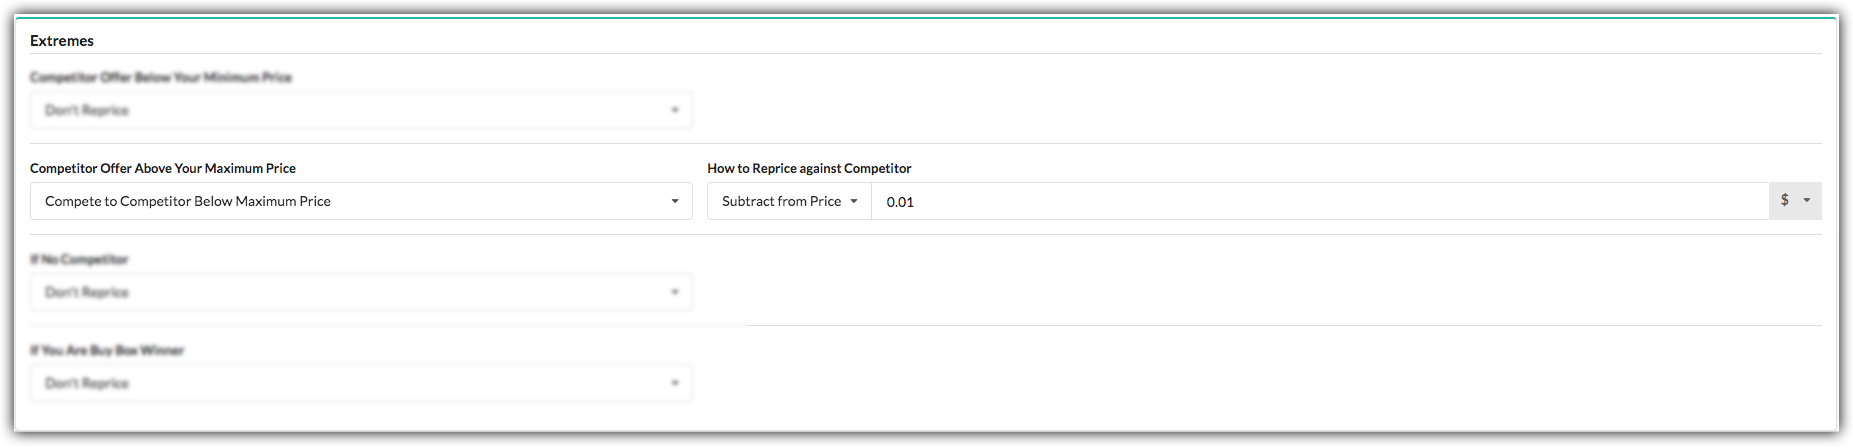 Extremes
Competitor Offer Below Your Minimum Price
Don't Reprice
Competitor Offer Above Your Maximum Price How to Reprice against Competitor
Compete to Competitor Below Maximum Price Subtract from Price 0.01 $
If No Competitor
Don't Reprice
If You Are Buy Box Winner
Don't Reprice